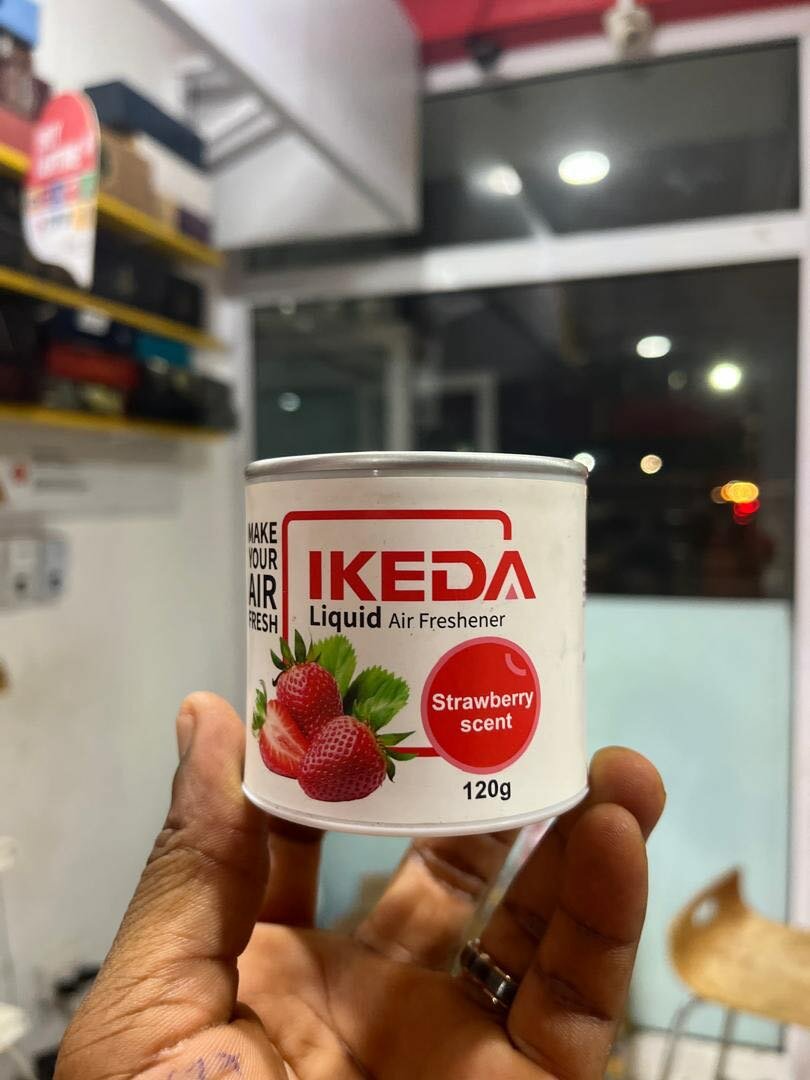 MAKE
YOUR
AIR
FRESH
IKEDA
Liquid Air Freshener
Strawberry
scent
120g